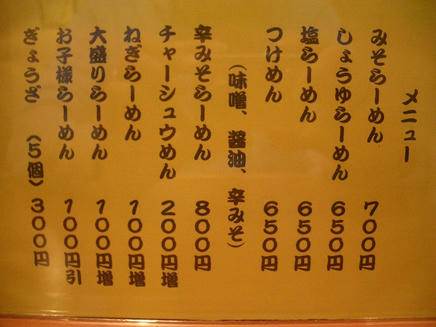 メニュー
みそらーめん 700円
しょうゆらーめん 650円
塩らーめん 650円
つけめん 650円
(味噌、醤油、辛みそ)
辛みそらーめん 800円
チャーシュウめん 200円増
ねぎらーめん 100円増
大盛りらーめん 100円増
お子様らーめん 100円引
ぎょうざ (5個) 300円